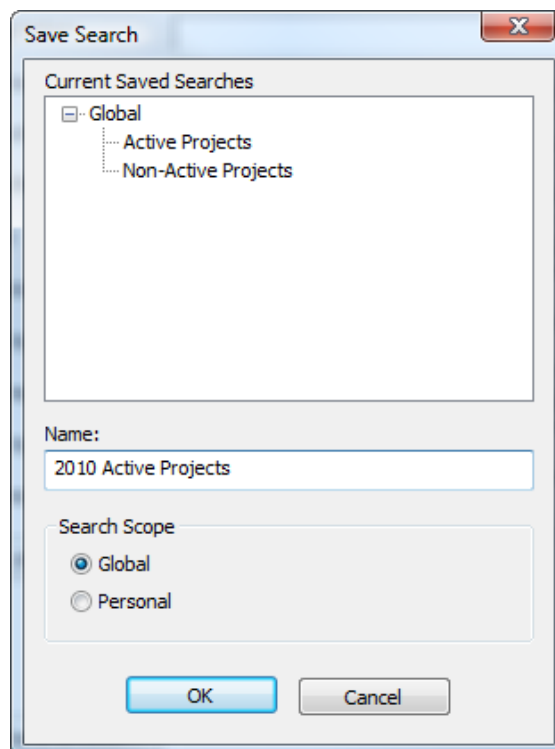 Save Search
Current Saved Searches
Global
Active Projects
Non-Active Projects
Name:
2010 Active Projects
Search Scope
Global
Personal
OK
Cancel